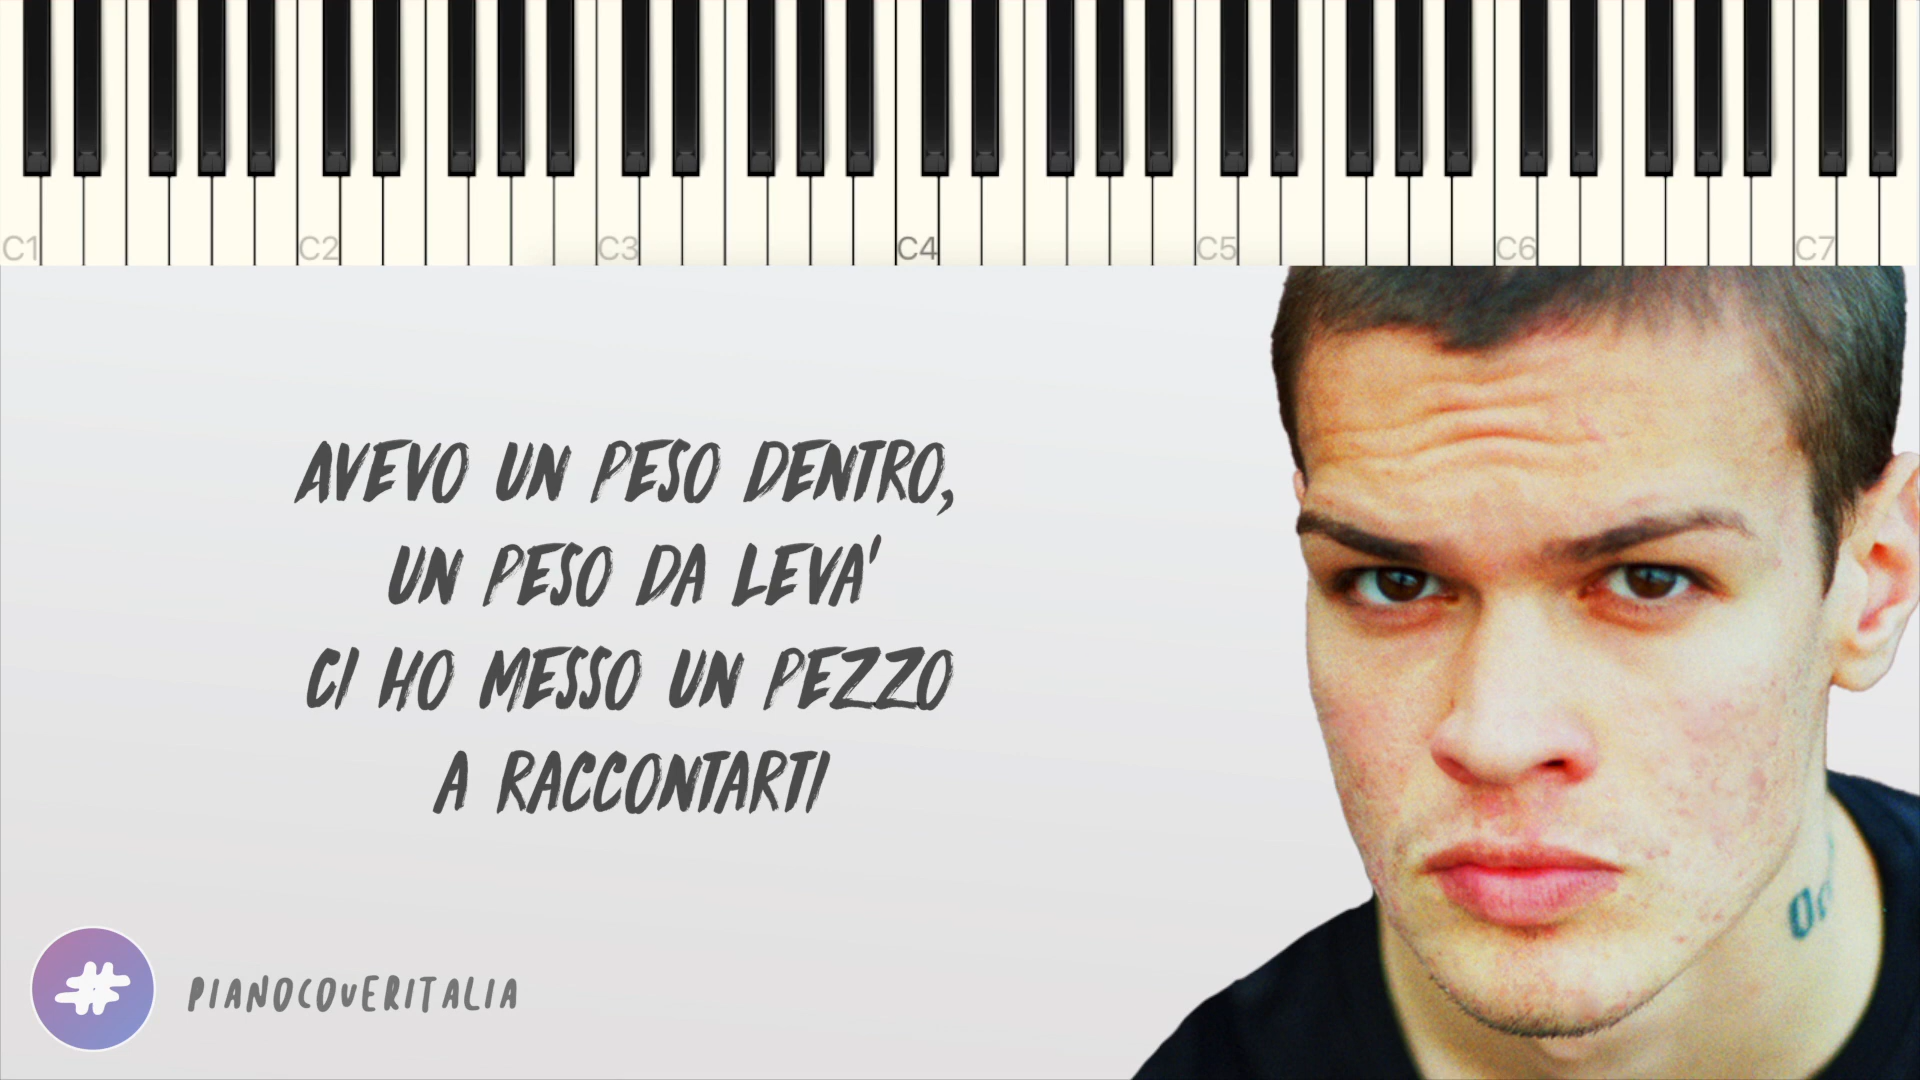 C1 C2 C3 C4 C5 C6 C7
AVEVO UN PESO DENTRO,
UN PESO DA LEVA'
CI HO MESSO UN PEZZO
A RACCONTARTI
# PIANOCOVERITALIA